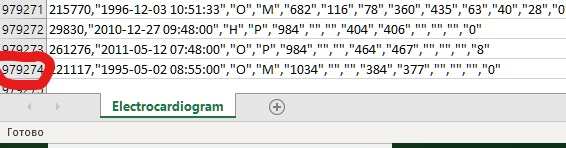 979271 215770,"1996-12-03 10:51:33","O","M","682","116","78","360","435","63","40","28","0
979272 29830,"2010-12-27 09:48:00","H","P","984","","","404","406","","","","0"
979273 261276,"2011-05-12 07:48:00","O","P","984","","","464","467","","","","8"
979274 221117,"1995-05-02 08:55:00","O","M","1034","","","384","377","","","","0"
Electrocardiogram
Готово